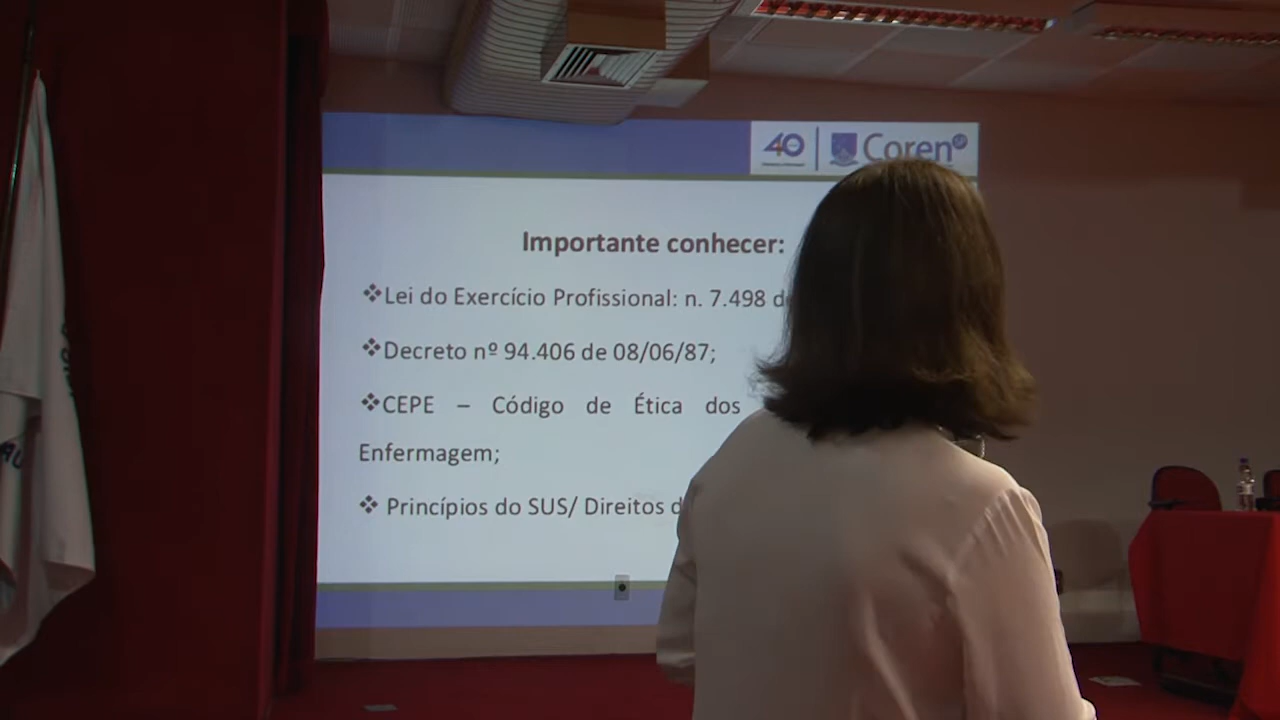 40 Coren SP
Importante conhecer:
❖Lei do Exercício Profissional: n. 7.498 d
❖Decreto nº 94.406 de 08/06/87;
❖CEPE – Código de Ética dos
Enfermagem;
❖ Princípios do SUS/ Direitos d